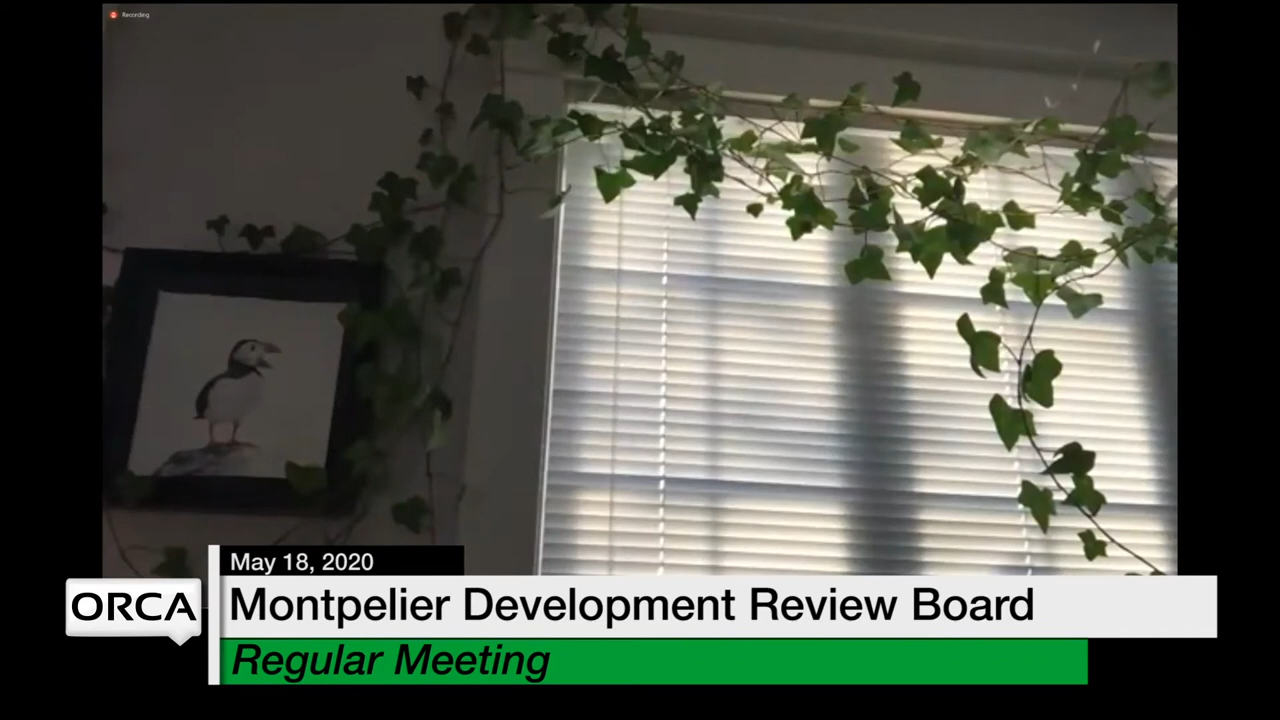 Recording
May 18, 2020
ORCA
Montpelier Development Review Board
Regular Meeting